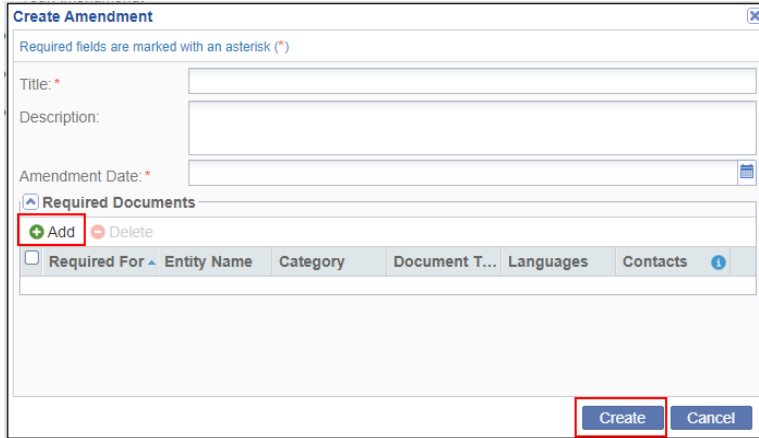 Create Amendment
Required fields are marked with an asterisk (*)
Title: *
Description:
Amendment Date: *
Required Documents
Add Delete
Required For Entity Name Category Document T... Languages Contacts
Create Cancel